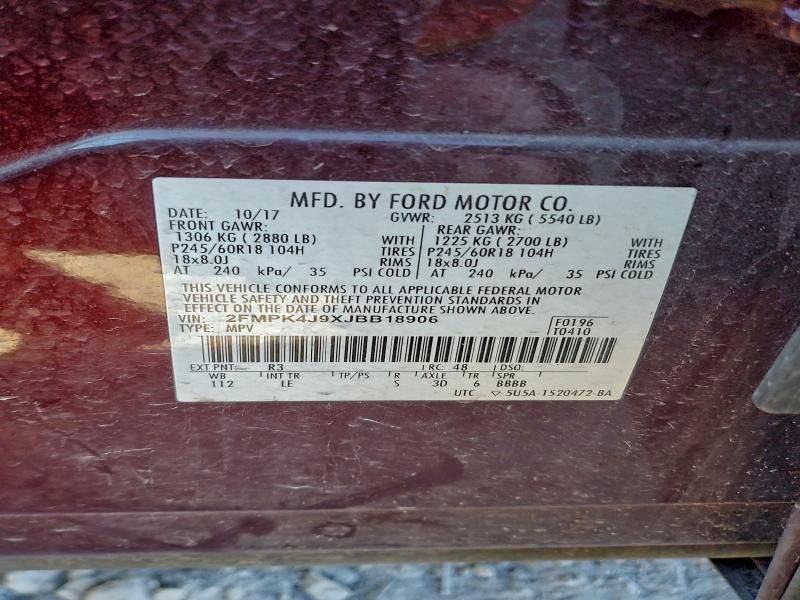 MFD. BY FORD MOTOR CO.
DATE: 10/17 GVWR: 2513 KG ( 5540 LB)
FRONT GAWR: REAR GAWR:
1306 KG ( 2880 LB) WITH 1225 KG ( 2700 LB) WITH
P245/60R18 104H TIRES P245/60R18 104H TIRES
18x8.0J RIMS 18x8.0J RIMS
AT 240 kPa/ 35 PSI COLD AT 240 kPa/ 35 PSI COLD
THIS VEHICLE CONFORMS TO ALL APPLICABLE FEDERAL MOTOR
VEHICLE SAFETY AND THEFT PREVENTION STANDARDS IN
EFFECT ON THE DATE OF MANUFACTURE SHOWN ABOVE.
VIN: 2FMPK4J9XJBB18906 F0196
TYPE: MPV T0410
EXT PNT: R3 RC: 48 DSO:
WB INT TR TP/PS R AXLE TR SPR
112 LE S 3D 6 BBBB
UTC ▽ 5U5A-1520472-BA